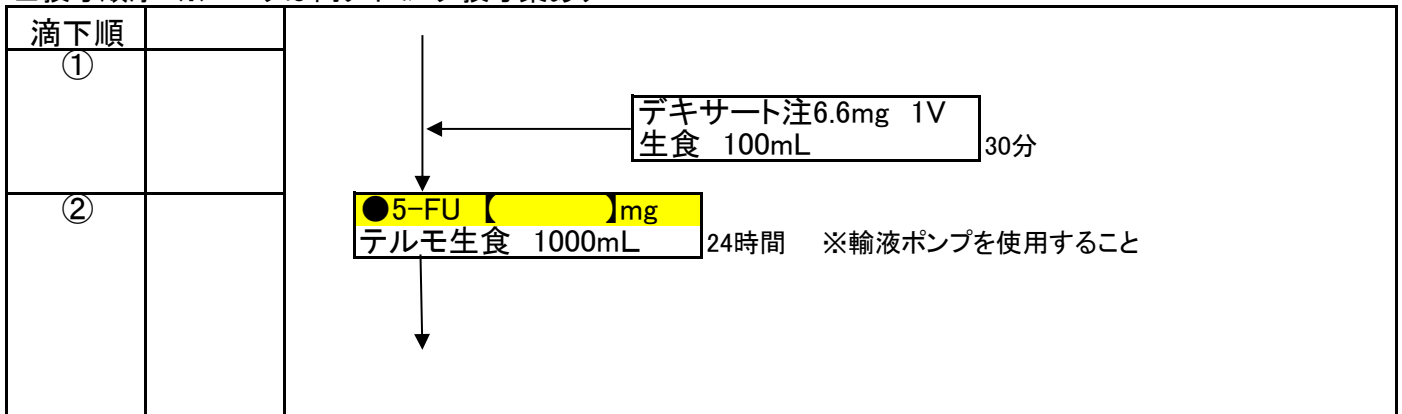 滴下順
①
デキサート注6.6mg 1V
生食 100mL
30分
②
●5-FU 【 】mg
テルモ生食 1000mL
24時間 ※輸液ポンプを使用すること